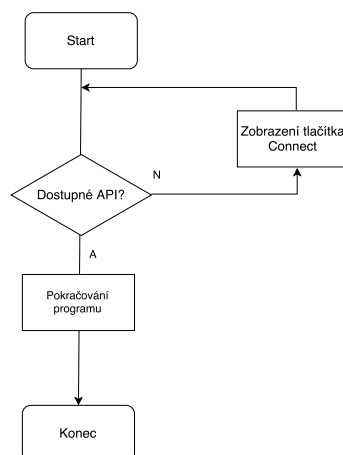 Start
Zobrazení tlačítka
Connect
Dostupné API?
N
A
Pokračování
programu
Konec